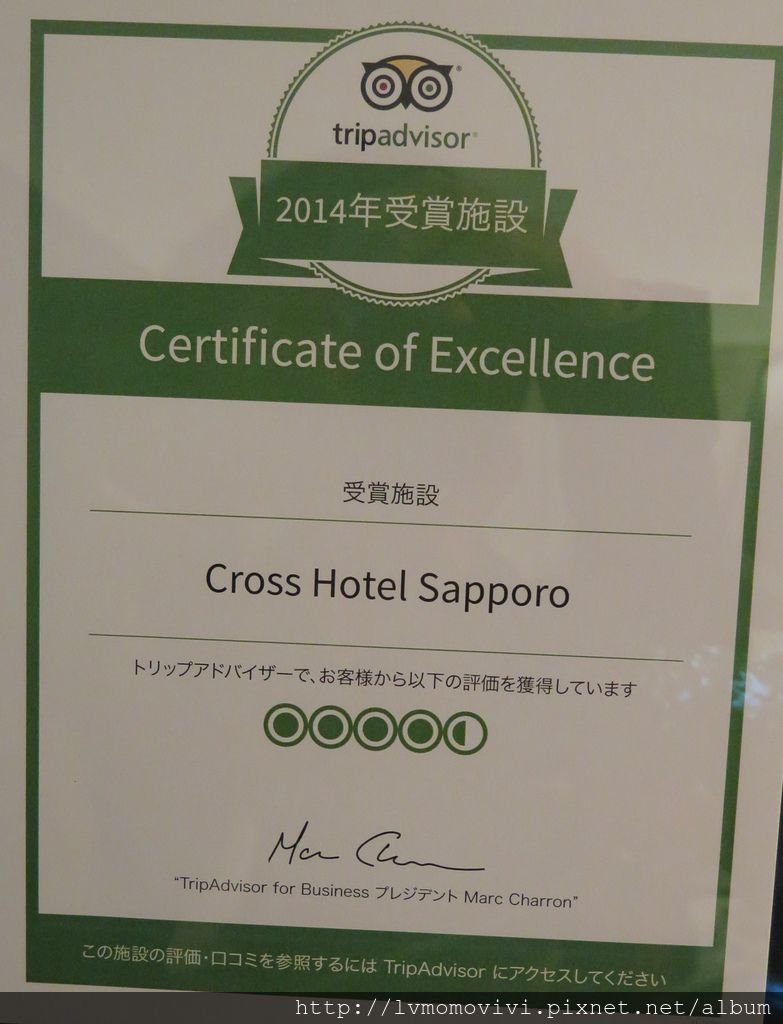 tripadvisor®
2014年受賞施設
Certificate of Excellence
受賞施設
Cross Hotel Sapporo
トリップアドバイザーで、お客様から以下の評価を獲得しています
Marc Charron
“TripAdvisor for Business プレジデント Marc Charron”
この施設の評価・口コミを参照するには TripAdvisor にアクセスしてください
http://lvmomovivi.pixnet.net/album